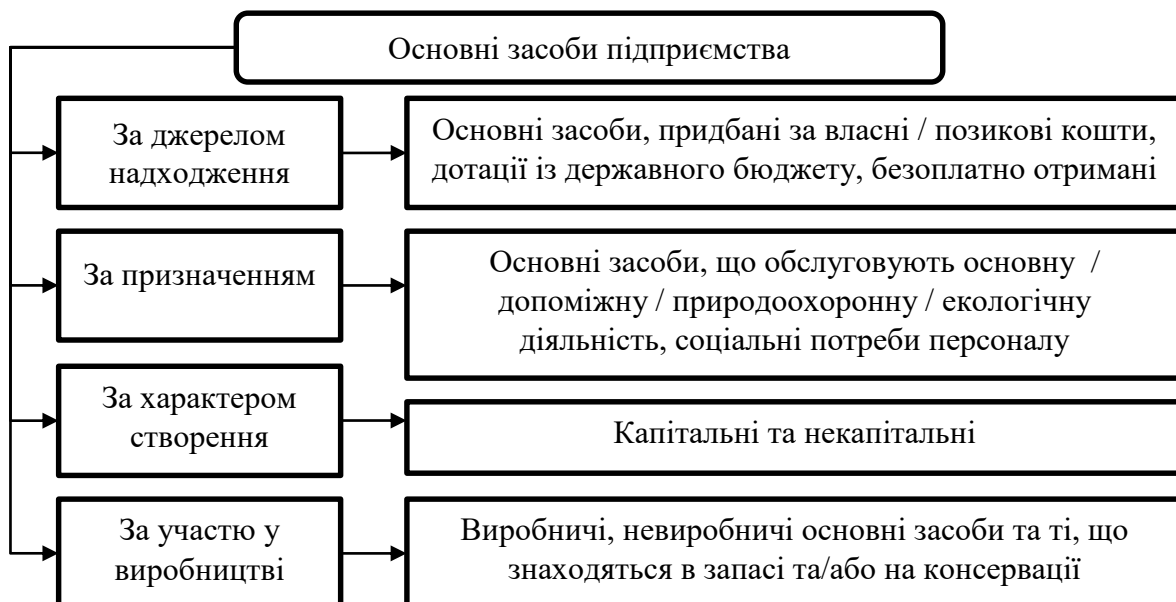 Основні засоби підприємства
За джерелом
надходження
Основні засоби, придбані за власні / позикові кошти,
дотації із державного бюджету, безоплатно отримані
За призначенням
Основні засоби, що обслуговують основну /
допоміжну / природоохоронну / екологічну
діяльність, соціальні потреби персоналу
За характером
створення
Капітальні та некапітальні
За участю у
виробництві
Виробничі, невиробничі основні засоби та ті, що
знаходяться в запасі та/або на консервації